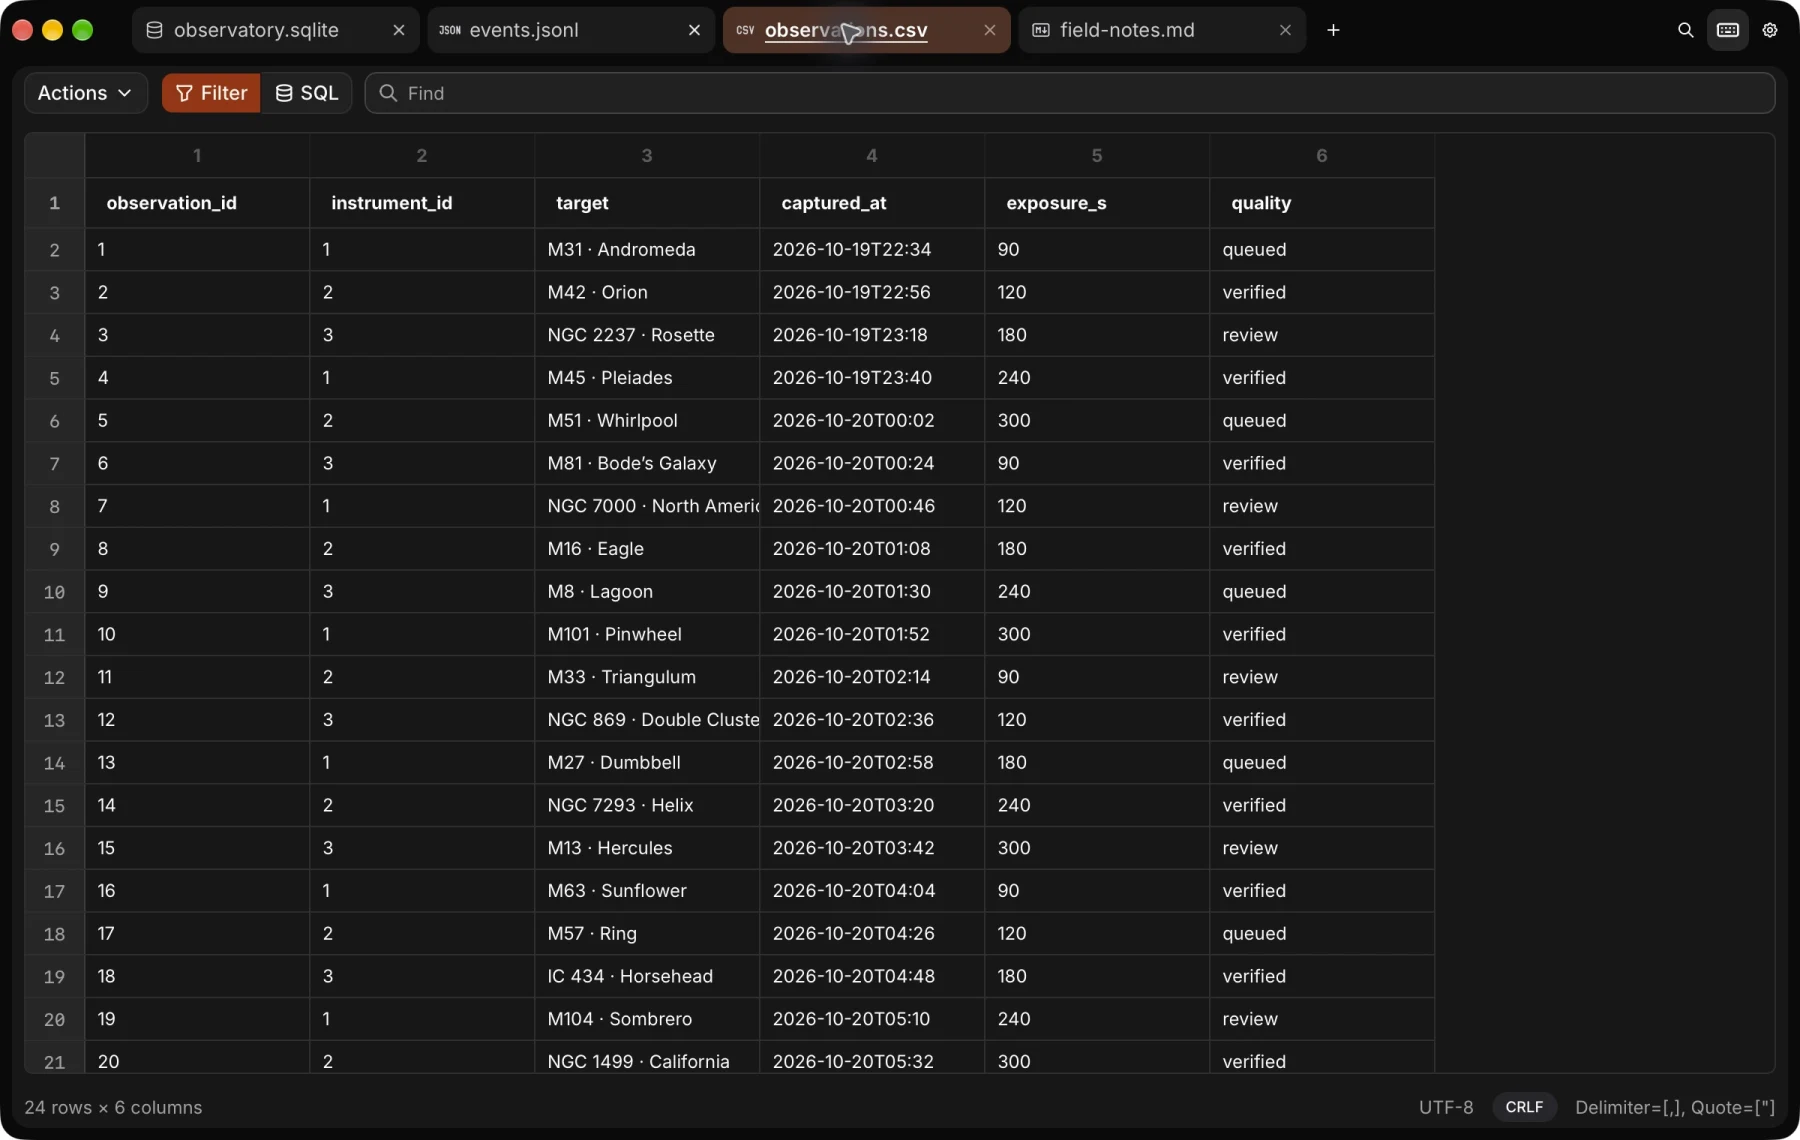 observatory.sqlite
JSON events.jsonl
CSV observations.csv
field-notes.md
Actions Filter SQL Find
1 2 3 4 5 6
1 observation_id instrument_id target captured_at exposure_s quality
2 1 1 M31 · Andromeda 2026-10-19T22:34 90 queued
3 2 2 M42 · Orion 2026-10-19T22:56 120 verified
4 3 3 NGC 2237 · Rosette 2026-10-19T23:18 180 review
5 4 1 M45 · Pleiades 2026-10-19T23:40 240 verified
6 5 2 M51 · Whirlpool 2026-10-20T00:02 300 queued
7 6 3 M81 · Bode’s Galaxy 2026-10-20T00:24 90 verified
8 7 1 NGC 7000 · North Americ 2026-10-20T00:46 120 review
9 8 2 M16 · Eagle 2026-10-20T01:08 180 verified
10 9 3 M8 · Lagoon 2026-10-20T01:30 240 queued
11 10 1 M101 · Pinwheel 2026-10-20T01:52 300 verified
12 11 2 M33 · Triangulum 2026-10-20T02:14 90 review
13 12 3 NGC 869 · Double Cluste 2026-10-20T02:36 120 verified
14 13 1 M27 · Dumbbell 2026-10-20T02:58 180 queued
15 14 2 NGC 7293 · Helix 2026-10-20T03:20 240 verified
16 15 3 M13 · Hercules 2026-10-20T03:42 300 review
17 16 1 M63 · Sunflower 2026-10-20T04:04 90 verified
18 17 2 M57 · Ring 2026-10-20T04:26 120 queued
19 18 3 IC 434 · Horsehead 2026-10-20T04:48 180 verified
20 19 1 M104 · Sombrero 2026-10-20T05:10 240 review
21 20 2 NGC 1499 · California 2026-10-20T05:32 300 verified
24 rows × 6 columns UTF-8 CRLF Delimiter=[,], Quote=["]